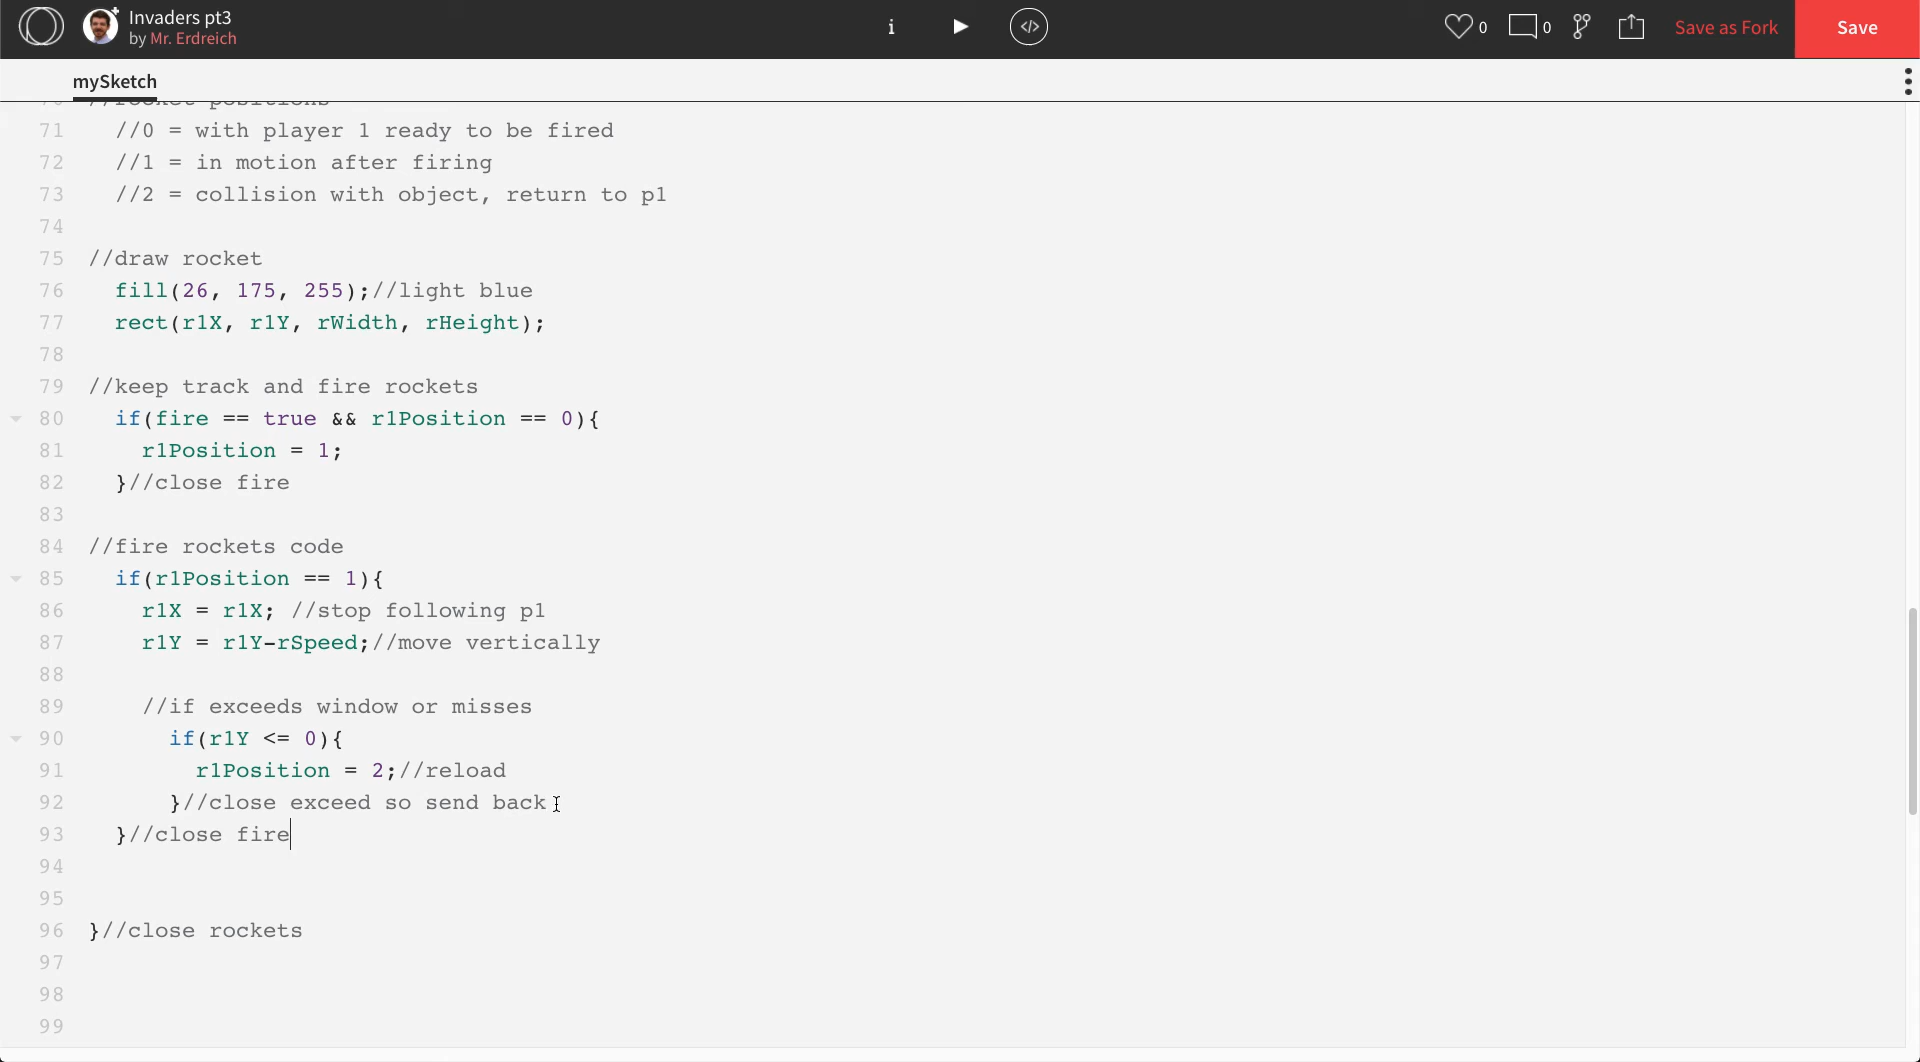 Invaders pt3
by Mr. Erdreich
i
</>
0
0
Save as Fork
Save
mySketch
70 //rocket positions
71 //0 = with player 1 ready to be fired
72 //1 = in motion after firing
73 //2 = collision with object, return to p1
74
75 //draw rocket
76 fill(26, 175, 255);//light blue
77 rect(r1X, r1Y, rWidth, rHeight);
78
79 //keep track and fire rockets
80 if(fire == true && r1Position == 0){
81 r1Position = 1;
82 }//close fire
83
84 //fire rockets code
85 if(r1Position == 1){
86 r1X = r1X; //stop following p1
87 r1Y = r1Y-rSpeed;//move vertically
88
89 //if exceeds window or misses
90 if(r1Y <= 0){
91 r1Position = 2;//reload
92 }//close exceed so send back
93 }//close fire
94
95
96 }//close rockets
97
98
99